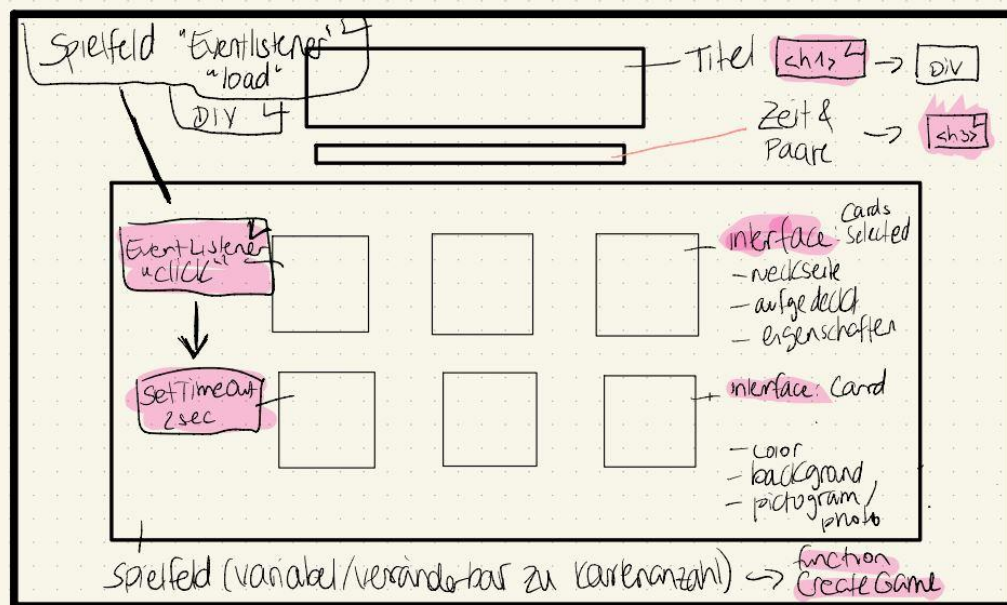 Spielfeld "Eventlistener"
"load"
DIV
Titel <h1> → DIV
Zeit &
Paare → <h3>
EventListener
"click"
SetTimeOut
2sec
interface: Cards
Selected
- aufgedeckt
- eigenschaften
interface: Card
- color
- background
- pictogram/
photo
spielfeld (variabel/veränderbar zu Kartenanzahl) → function
CreateGame